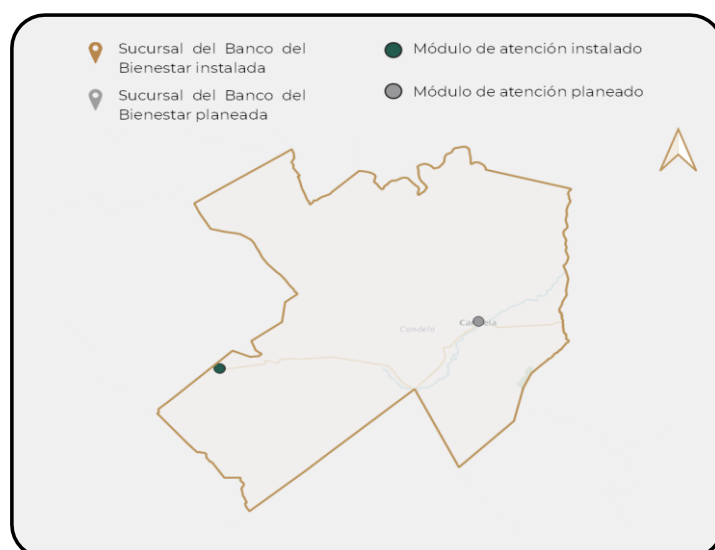 Sucursal del Banco del
Bienestar instalada
Sucursal del Banco del
Bienestar planeada
Módulo de atención instalado
Módulo de atención planeado
Candela
Candela